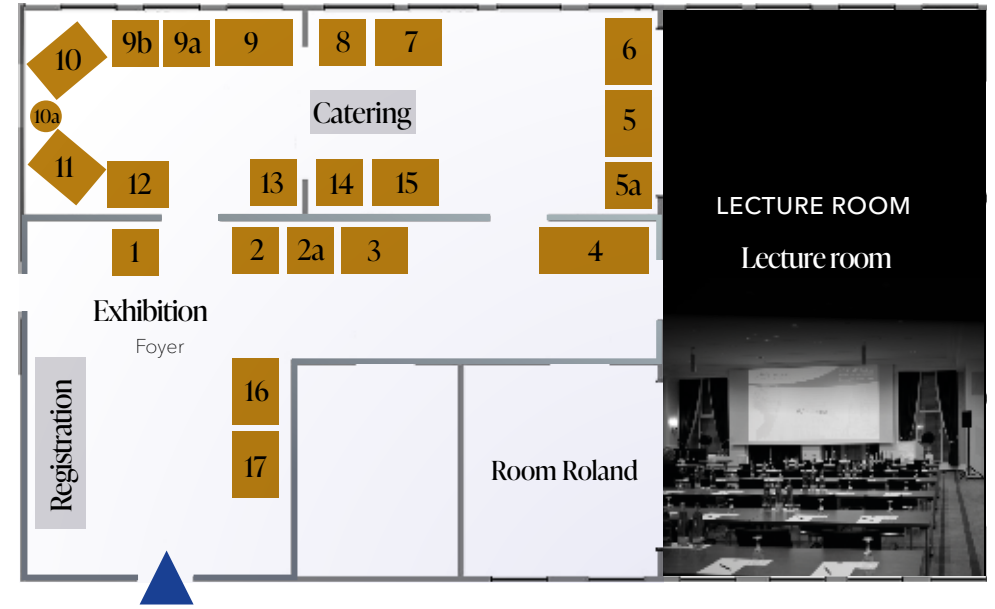 10
9b
9a
9
8
7
6
10a
Catering
5
11
12
13
14
15
5a
LECTURE ROOM
Lecture room
1
2
2a
3
4
Exhibition
Foyer
Registration
16
17
Room Roland